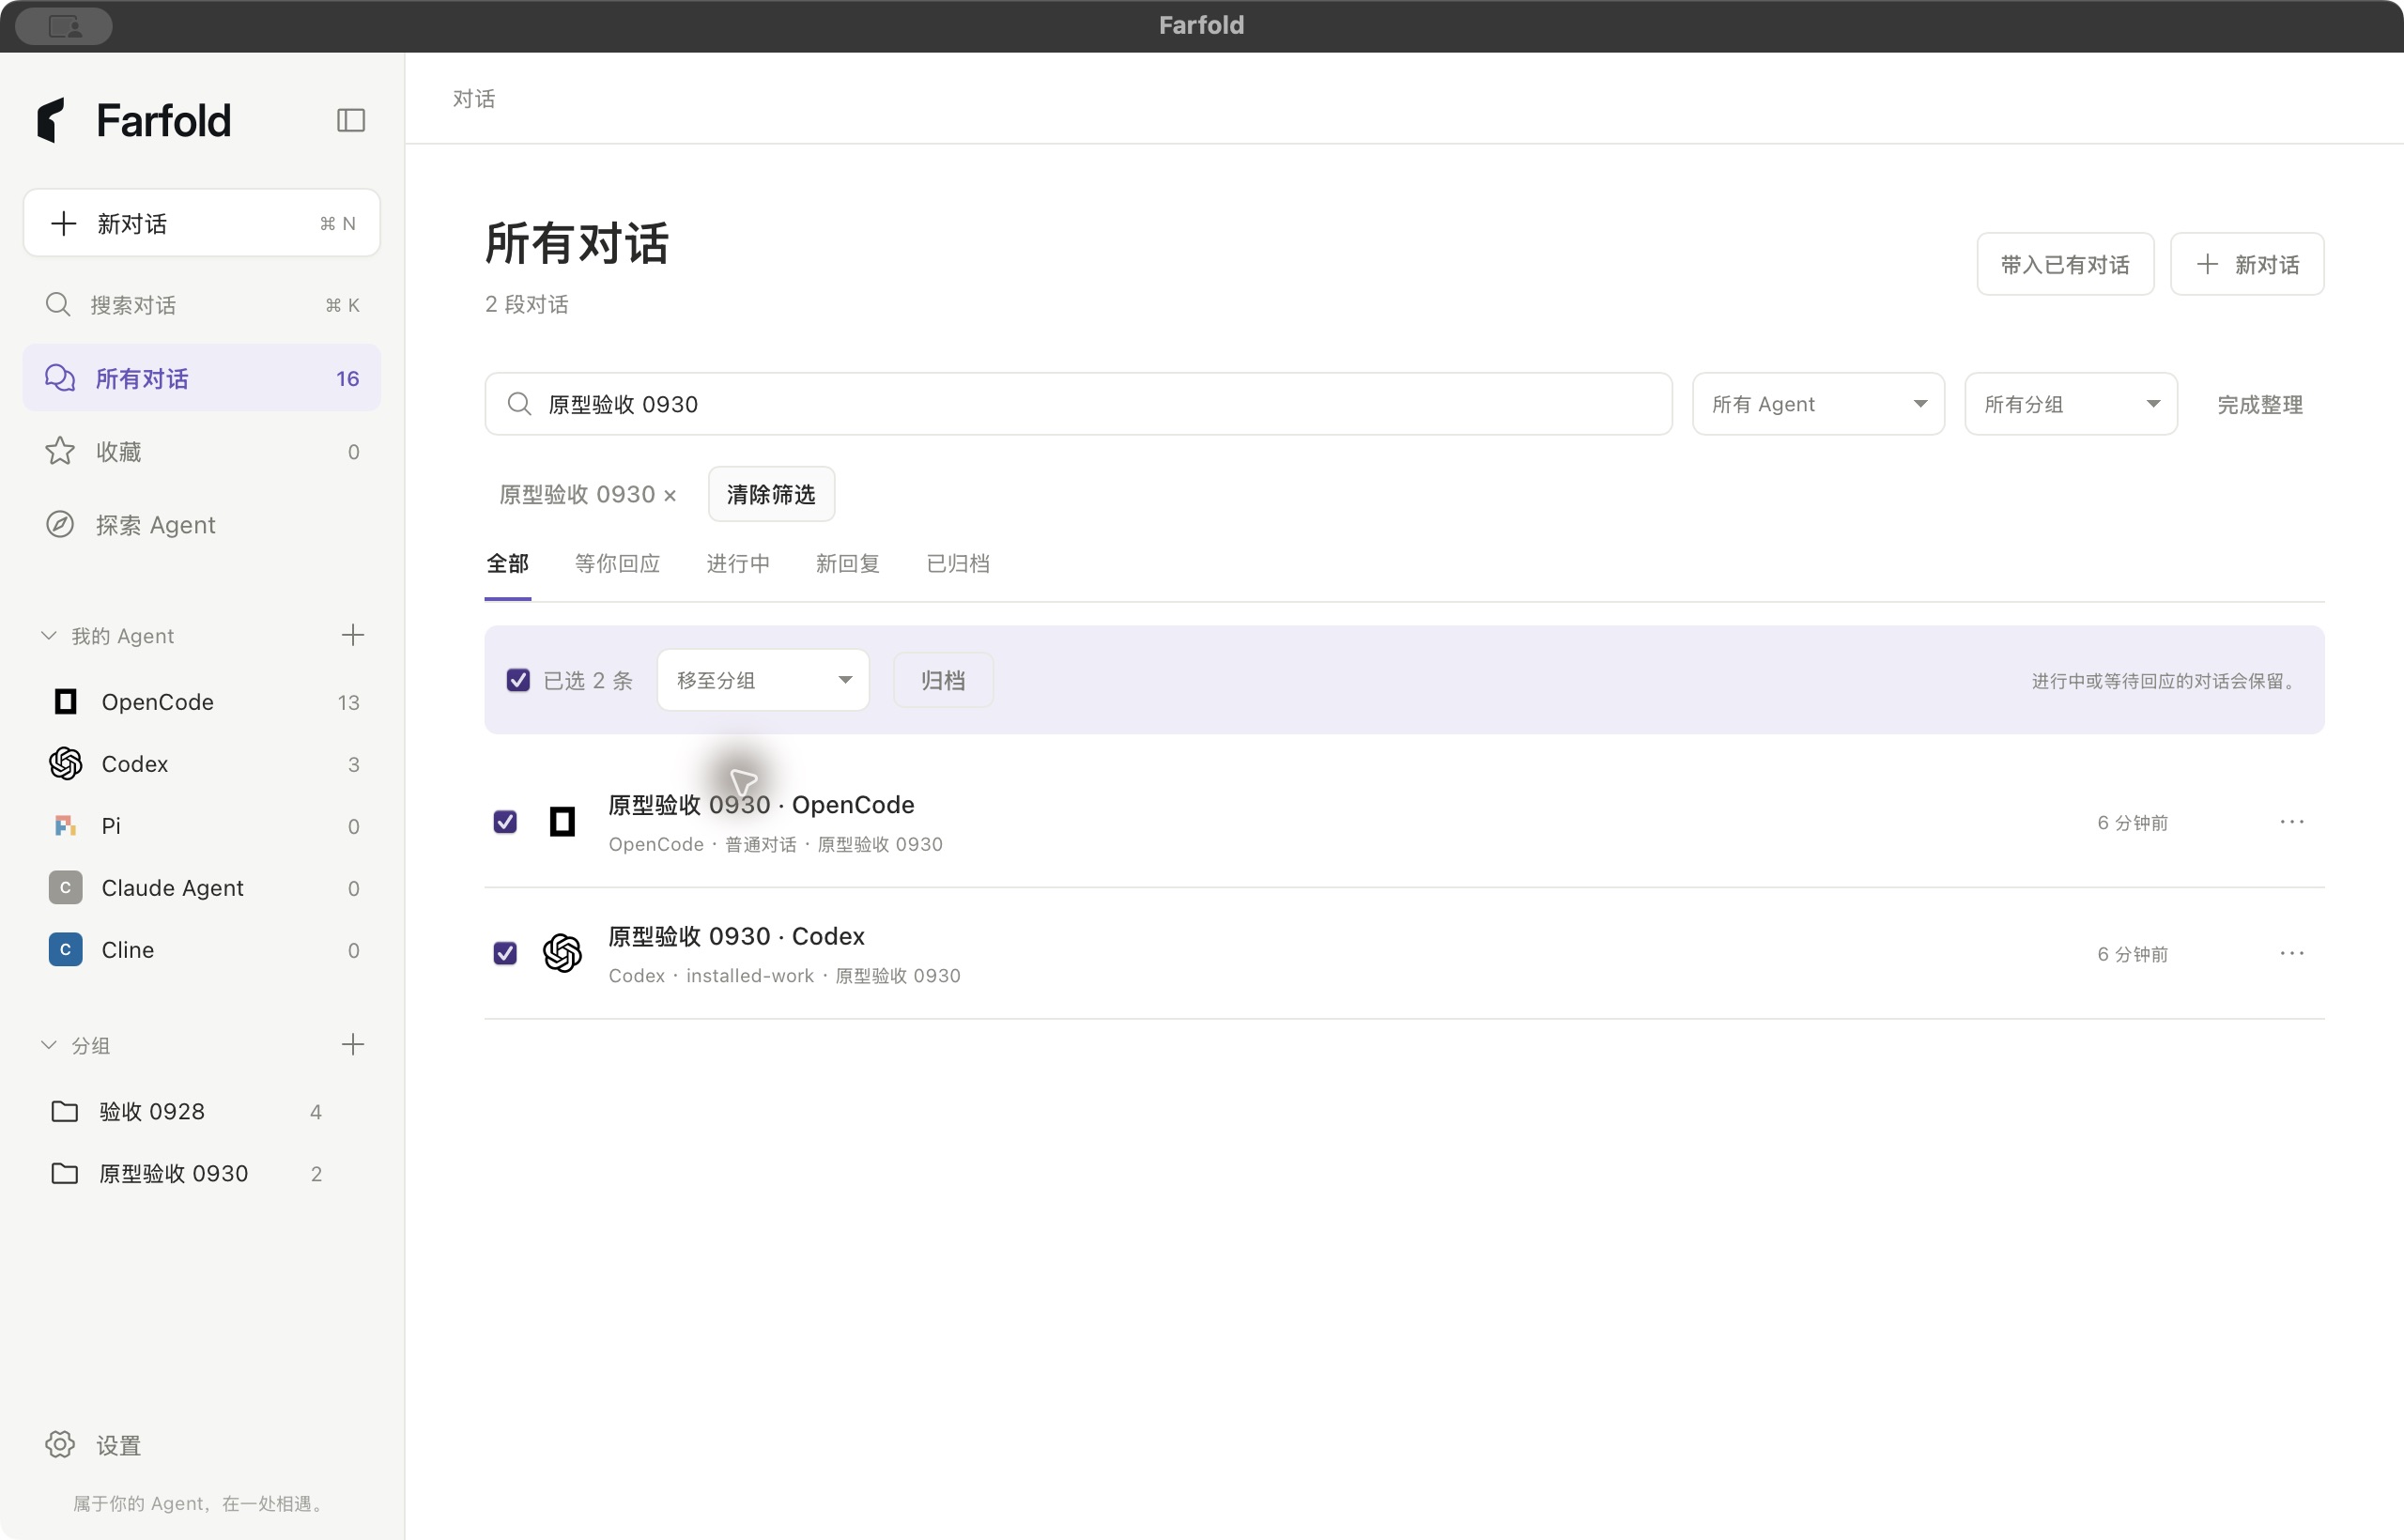 Farfold
Farfold
新对话 ⌘ N
搜索对话 ⌘ K
所有对话 16
收藏 0
探索 Agent
我的 Agent
OpenCode 13
Codex 3
Pi 0
C Claude Agent 0
C Cline 0
分组
验收 0928 4
原型验收 0930 2
设置
属于你的 Agent，在一处相遇。
对话
所有对话
2 段对话
带入已有对话
新对话
原型验收 0930
所有 Agent
所有分组
完成整理
原型验收 0930 ×
清除筛选
全部 等你回应 进行中 新回复 已归档
已选 2 条 移至分组 归档 进行中或等待回应的对话会保留。
原型验收 0930 · OpenCode
OpenCode · 普通对话 · 原型验收 0930
6 分钟前 ···
原型验收 0930 · Codex
Codex · installed-work · 原型验收 0930
6 分钟前 ···